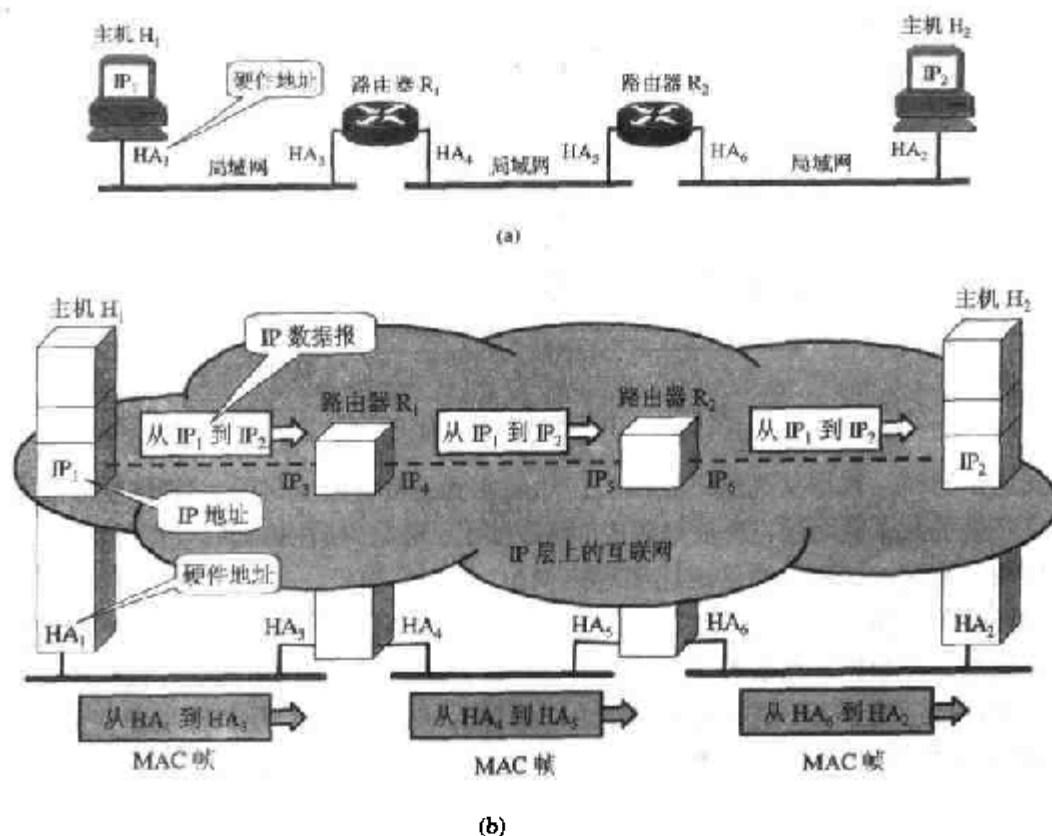 主机 H₁
主机 H₂
IP₁
硬件地址
路由器 R₁
路由器 R₂
IP₂
HA₁
HA₃
HA₄
HA₅
HA₆
HA₂
局域网
局域网
局域网
(a)
主机 H₁
主机 H₂
IP 数据报
路由器 R₁
路由器 R₂
从 IP₁ 到 IP₂
从 IP₁ 到 IP₂
从 IP₁ 到 IP₂
IP₁
IP₃
IP₄
IP₅
IP₆
IP₂
IP 地址
IP 层上的互联网
硬件地址
HA₁
HA₃
HA₄
HA₅
HA₆
HA₂
从 HA₁ 到 HA₃
从 HA₄ 到 HA₅
从 HA₆ 到 HA₂
MAC 帧
MAC 帧
MAC 帧
(b)